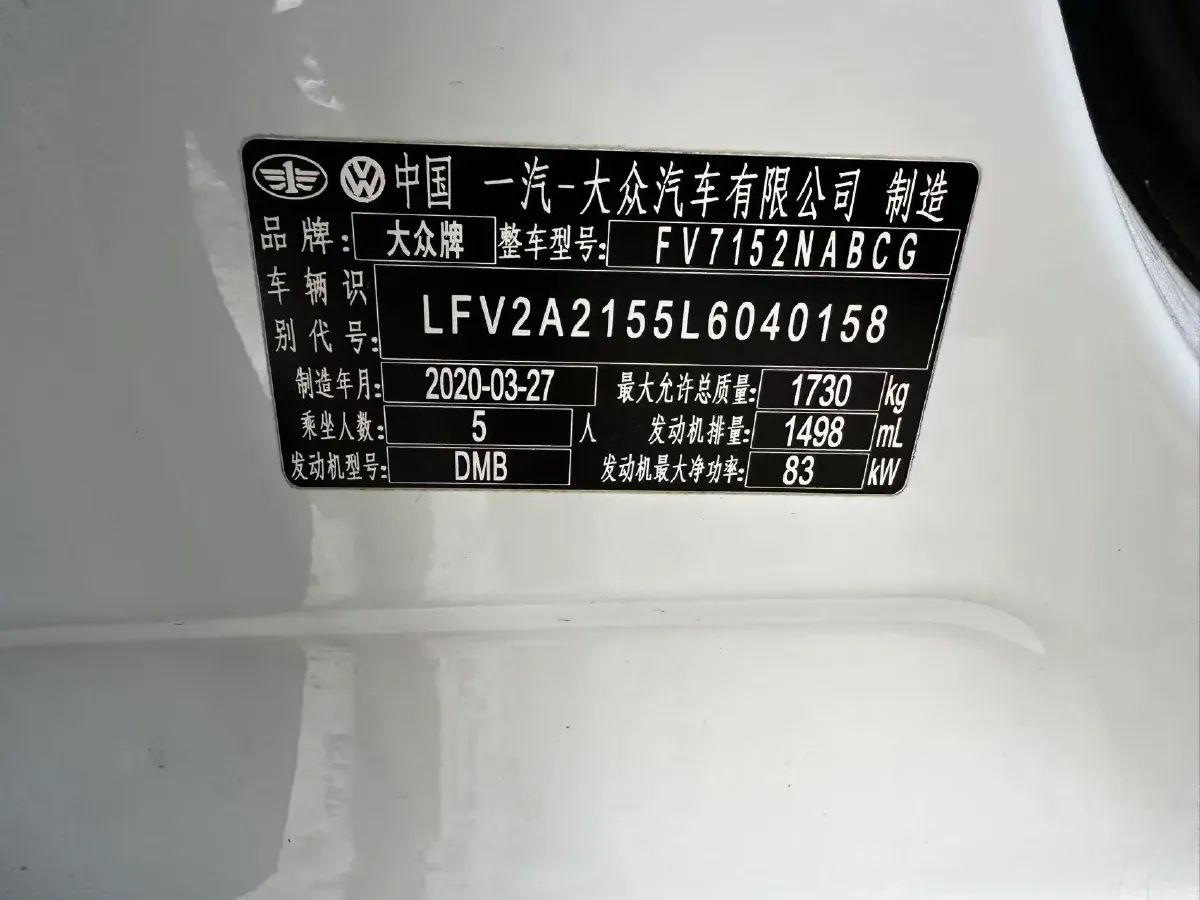 中国 一汽-大众汽车有限公司 制造
品牌: 大众牌 整车型号: FV7152NABCG
车辆识别代号: LFV2A2155L6040158
制造年月: 2020-03-27 最大允许总质量: 1730 kg
乘坐人数: 5 人 发动机排量: 1498 mL
发动机型号: DMB 发动机最大净功率: 83 kW